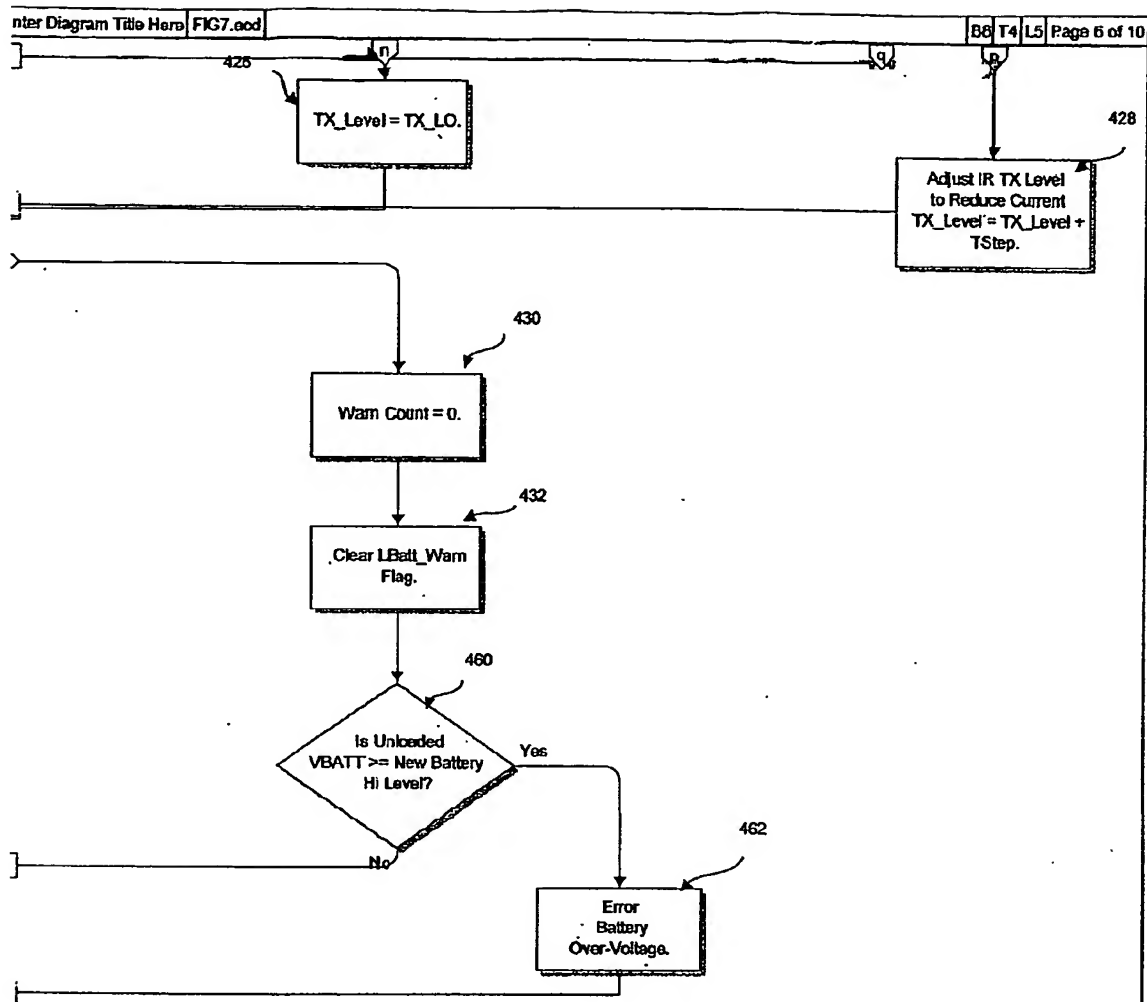 nter Diagram Title Here FIG7.ecd B8 T4 L5 Page 6 of 10
n q p
428
TX_Level = TX_LO.
428
Adjust IR TX Level
to Reduce Current
TX_Level = TX_Level +
TStep.
430
Warn Count = 0.
432
Clear LBatt_Warn
Flag.
460
Is Unloaded
VBATT >= New Battery
Hi Level?
Yes
No
462
Error
Battery
Over-Voltage.